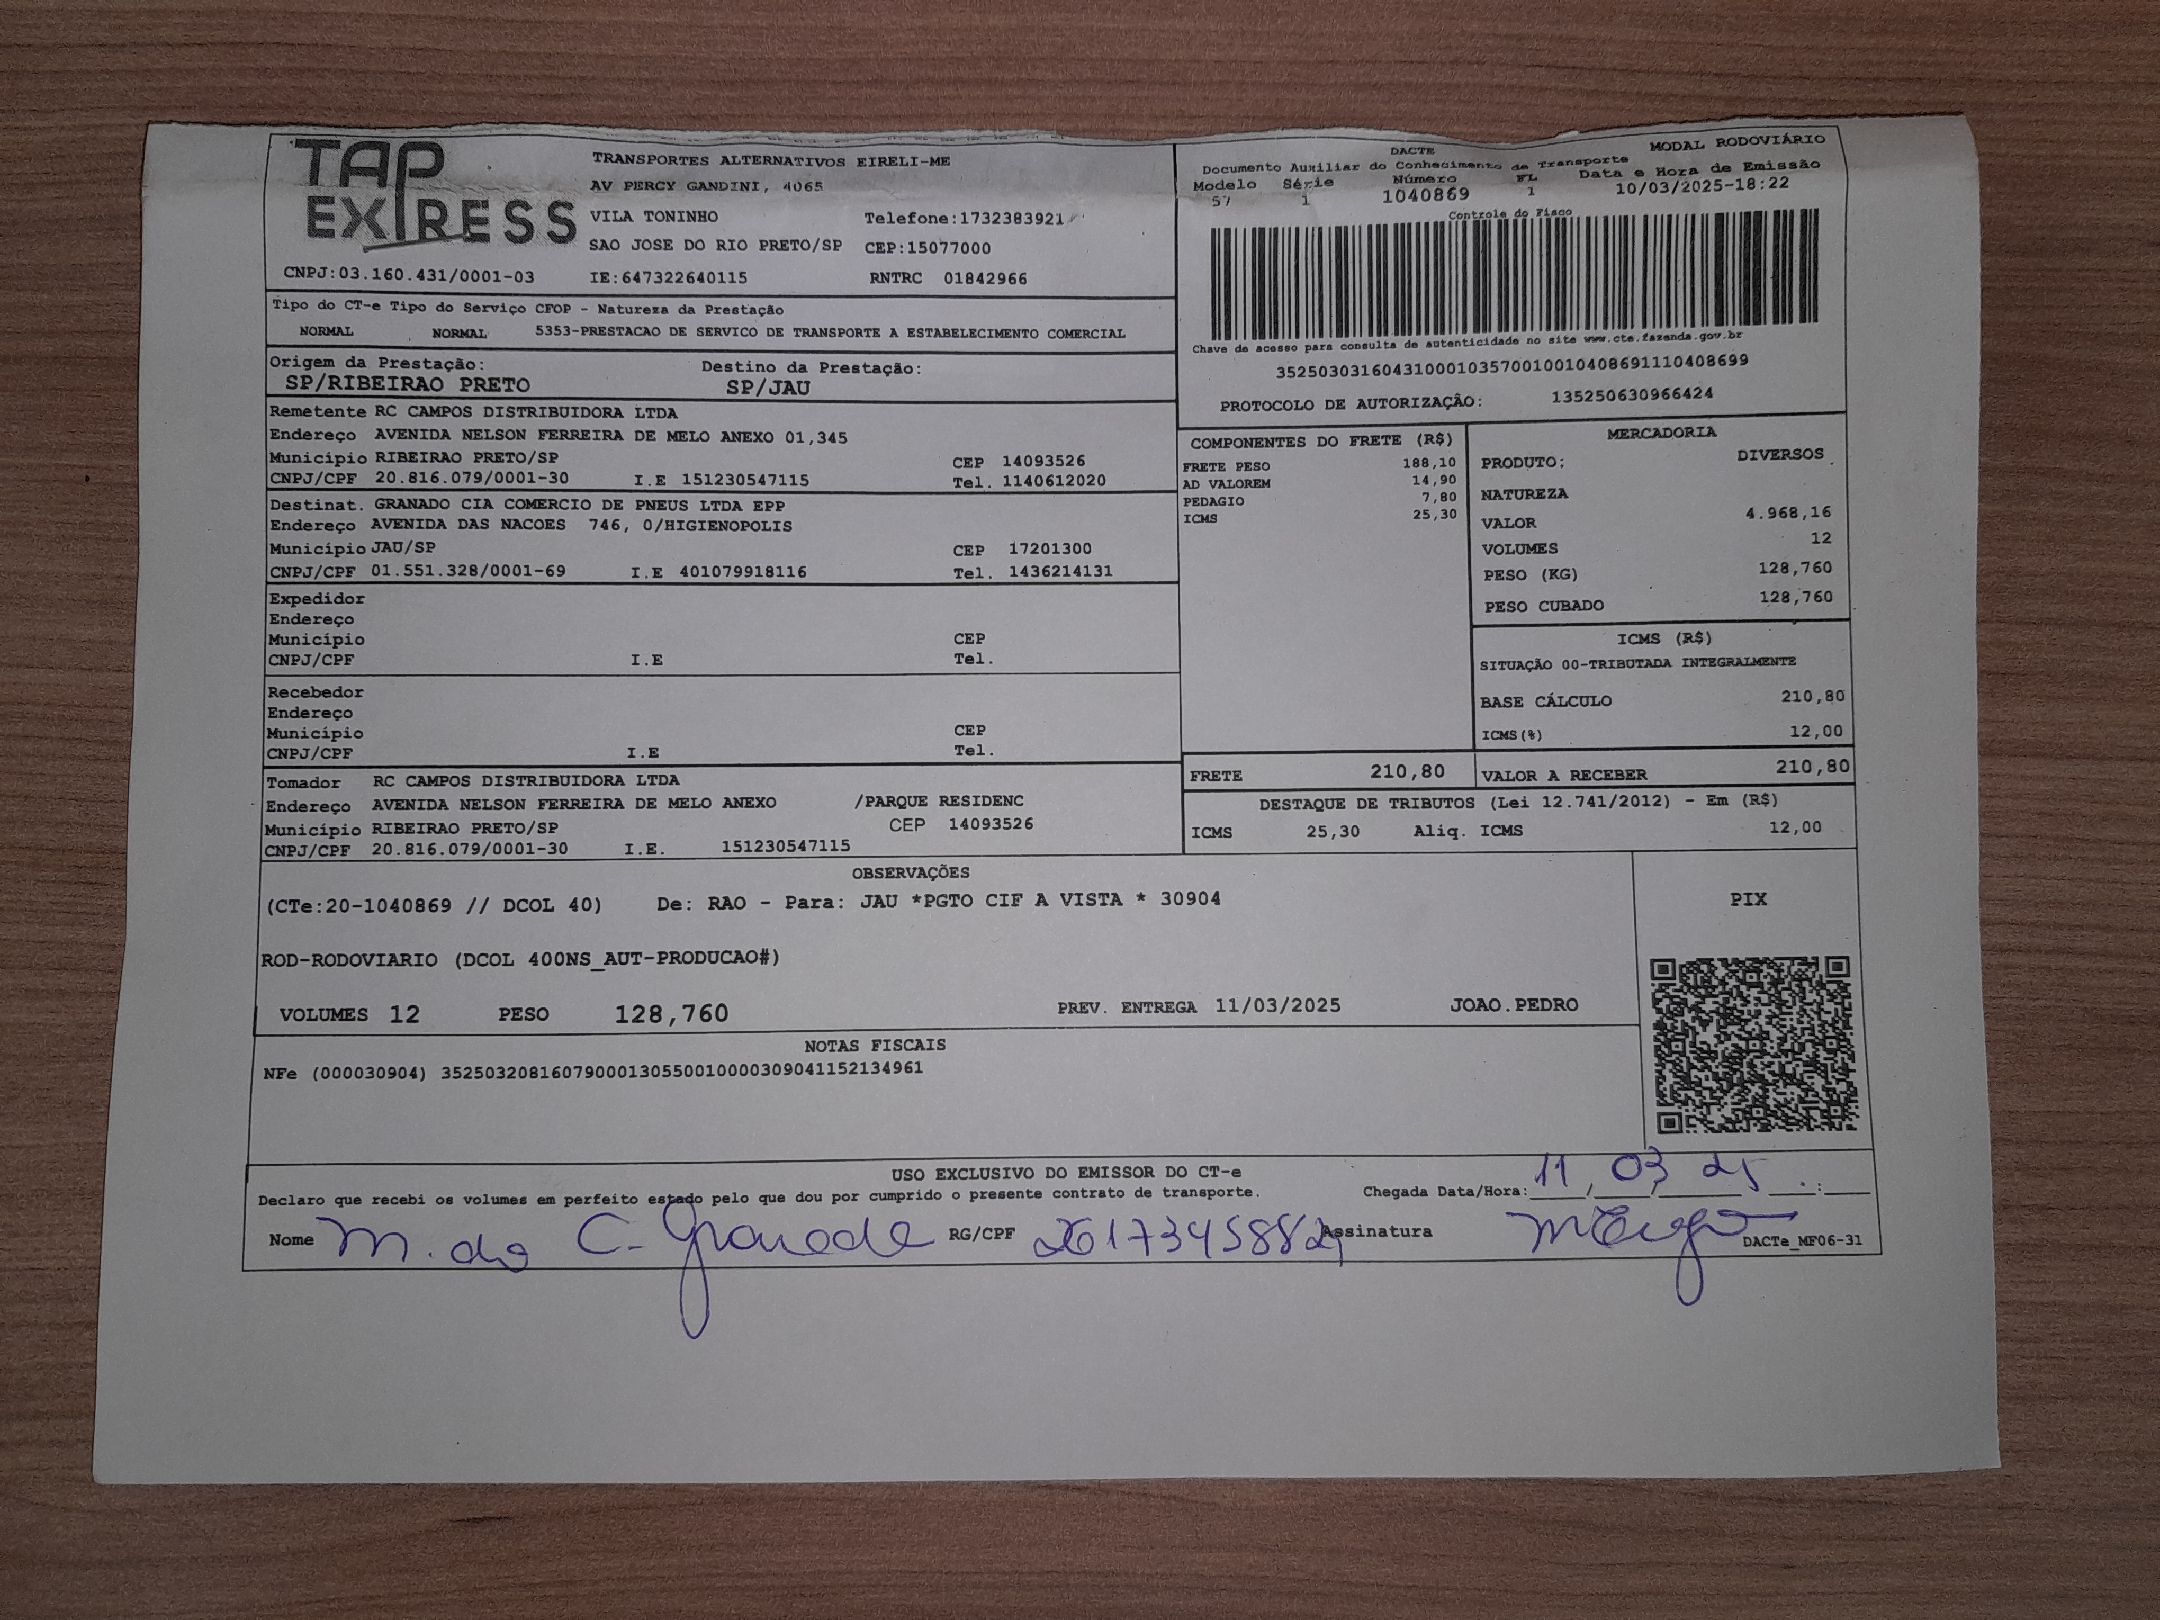 TAP EXPRESS
TRANSPORTES ALTERNATIVOS EIRELI-ME
AV PERCY GANDINI, 4065
VILA TONINHO Telefone:1732383921
SAO JOSE DO RIO PRETO/SP CEP:15077000
CNPJ:03.160.431/0001-03 IE:647322640115 RNTRC 01842966
DACTE MODAL RODOVIÁRIO
Documento Auxiliar do Conhecimento de Transporte
Modelo Série Número FL Data e Hora de Emissão
57 1 1040869 1 10/03/2025-18:22
Controle do Fisco
Chave de acesso para consulta de autenticidade no site www.cte.fazenda.gov.br
35250303160431000103570010010408691110408699
PROTOCOLO DE AUTORIZAÇÃO: 135250630966424
Tipo do CT-e Tipo do Serviço CFOP - Natureza da Prestação
NORMAL NORMAL 5353-PRESTACAO DE SERVICO DE TRANSPORTE A ESTABELECIMENTO COMERCIAL
Origem da Prestação: Destino da Prestação:
SP/RIBEIRAO PRETO SP/JAU
Remetente RC CAMPOS DISTRIBUIDORA LTDA
Endereço AVENIDA NELSON FERREIRA DE MELO ANEXO 01,345
Município RIBEIRAO PRETO/SP CEP 14093526
CNPJ/CPF 20.816.079/0001-30 I.E 151230547115 Tel. 1140612020
Destinat. GRANADO CIA COMERCIO DE PNEUS LTDA EPP
Endereço AVENIDA DAS NACOES 746, 0/HIGIENOPOLIS
Município JAU/SP CEP 17201300
CNPJ/CPF 01.551.328/0001-69 I.E 401079918116 Tel. 1436214131
Expedidor
Endereço
Município CEP
CNPJ/CPF I.E Tel.
Recebedor
Endereço
Município CEP
CNPJ/CPF I.E Tel.
Tomador RC CAMPOS DISTRIBUIDORA LTDA
Endereço AVENIDA NELSON FERREIRA DE MELO ANEXO /PARQUE RESIDENC
Município RIBEIRAO PRETO/SP CEP 14093526
CNPJ/CPF 20.816.079/0001-30 I.E. 151230547115
COMPONENTES DO FRETE (R$)
FRETE PESO 188,10
AD VALOREM 14,90
PEDAGIO 7,80
ICMS 25,30
MERCADORIA
PRODUTO; DIVERSOS
NATUREZA
VALOR 4.968,16
VOLUMES 12
PESO (KG) 128,760
PESO CUBADO 128,760
ICMS (R$)
SITUAÇÃO 00-TRIBUTADA INTEGRALMENTE
BASE CÁLCULO 210,80
ICMS(%) 12,00
FRETE 210,80 VALOR A RECEBER 210,80
DESTAQUE DE TRIBUTOS (Lei 12.741/2012) - Em (R$)
ICMS 25,30 Aliq. ICMS 12,00
OBSERVAÇÕES
(CTe:20-1040869 // DCOL 40) De: RAO - Para: JAU *PGTO CIF A VISTA * 30904
ROD-RODOVIARIO (DCOL 400NS_AUT-PRODUCAO#)
VOLUMES 12 PESO 128,760 PREV. ENTREGA 11/03/2025 JOAO.PEDRO
PIX
NOTAS FISCAIS
NFe (000030904) 35250320816079000130550010000309041152134961
USO EXCLUSIVO DO EMISSOR DO CT-e
Declaro que recebi os volumes em perfeito estado pelo que dou por cumprido o presente contrato de transporte. Chegada Data/Hora: 11 03 25
Nome M. do C. Granado RG/CPF 2617345882 Assinatura
DACTe_MF06-31